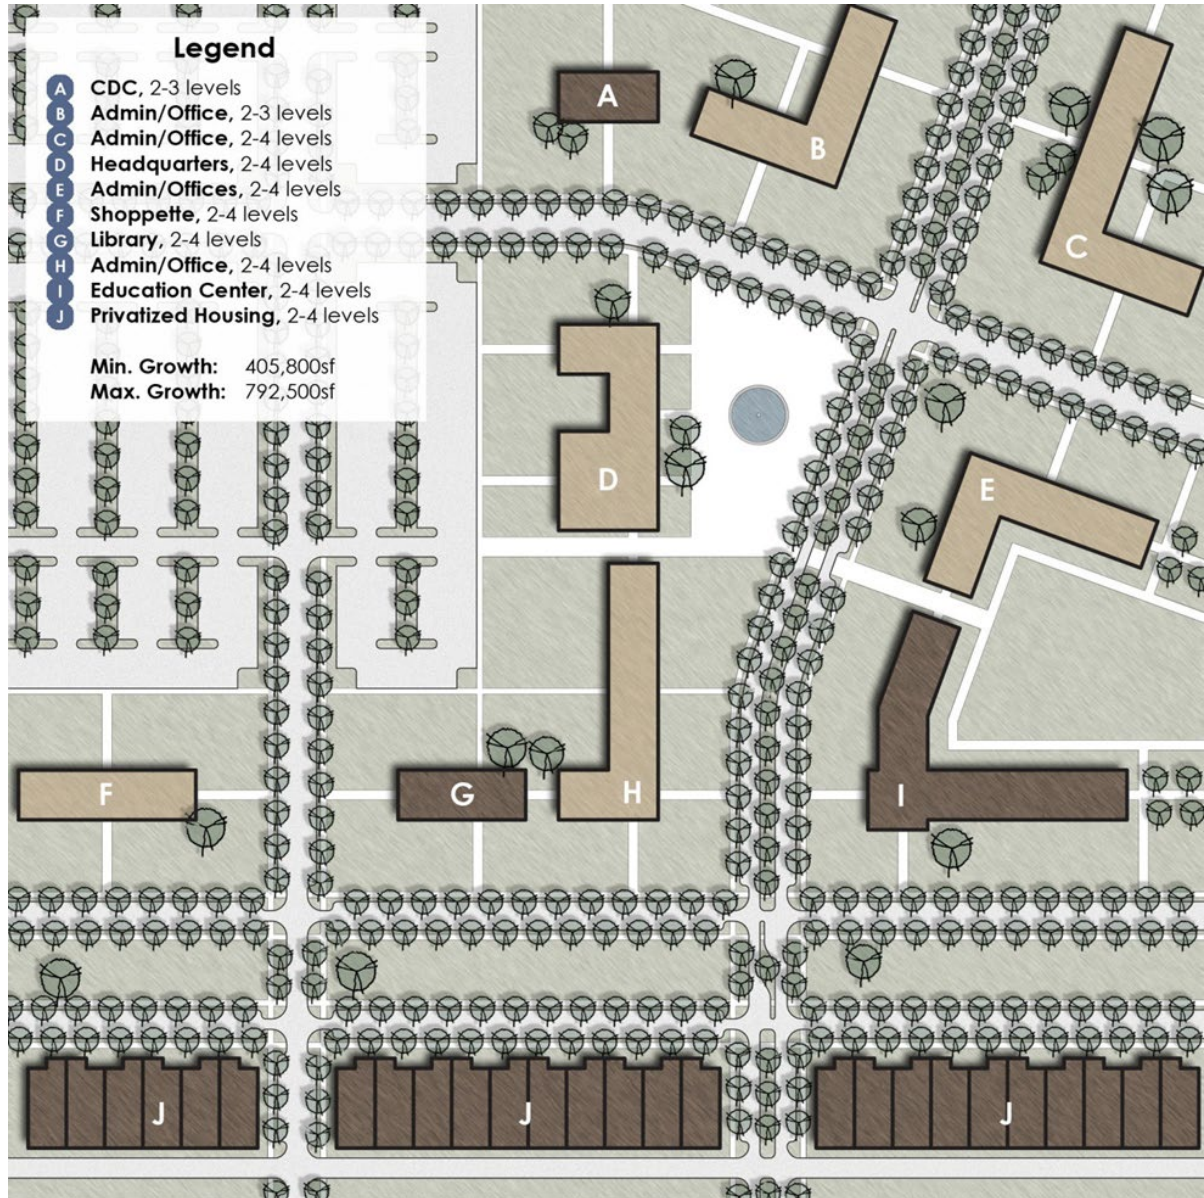 Legend
A CDC, 2-3 levels
B Admin/Office, 2-3 levels
C Admin/Office, 2-4 levels
D Headquarters, 2-4 levels
E Admin/Offices, 2-4 levels
F Shoppette, 2-4 levels
G Library, 2-4 levels
H Admin/Office, 2-4 levels
I Education Center, 2-4 levels
J Privatized Housing, 2-4 levels
Min. Growth: 405,800sf
Max. Growth: 792,500sf
A
B
C
D
E
F
G
H
I
J
J
J